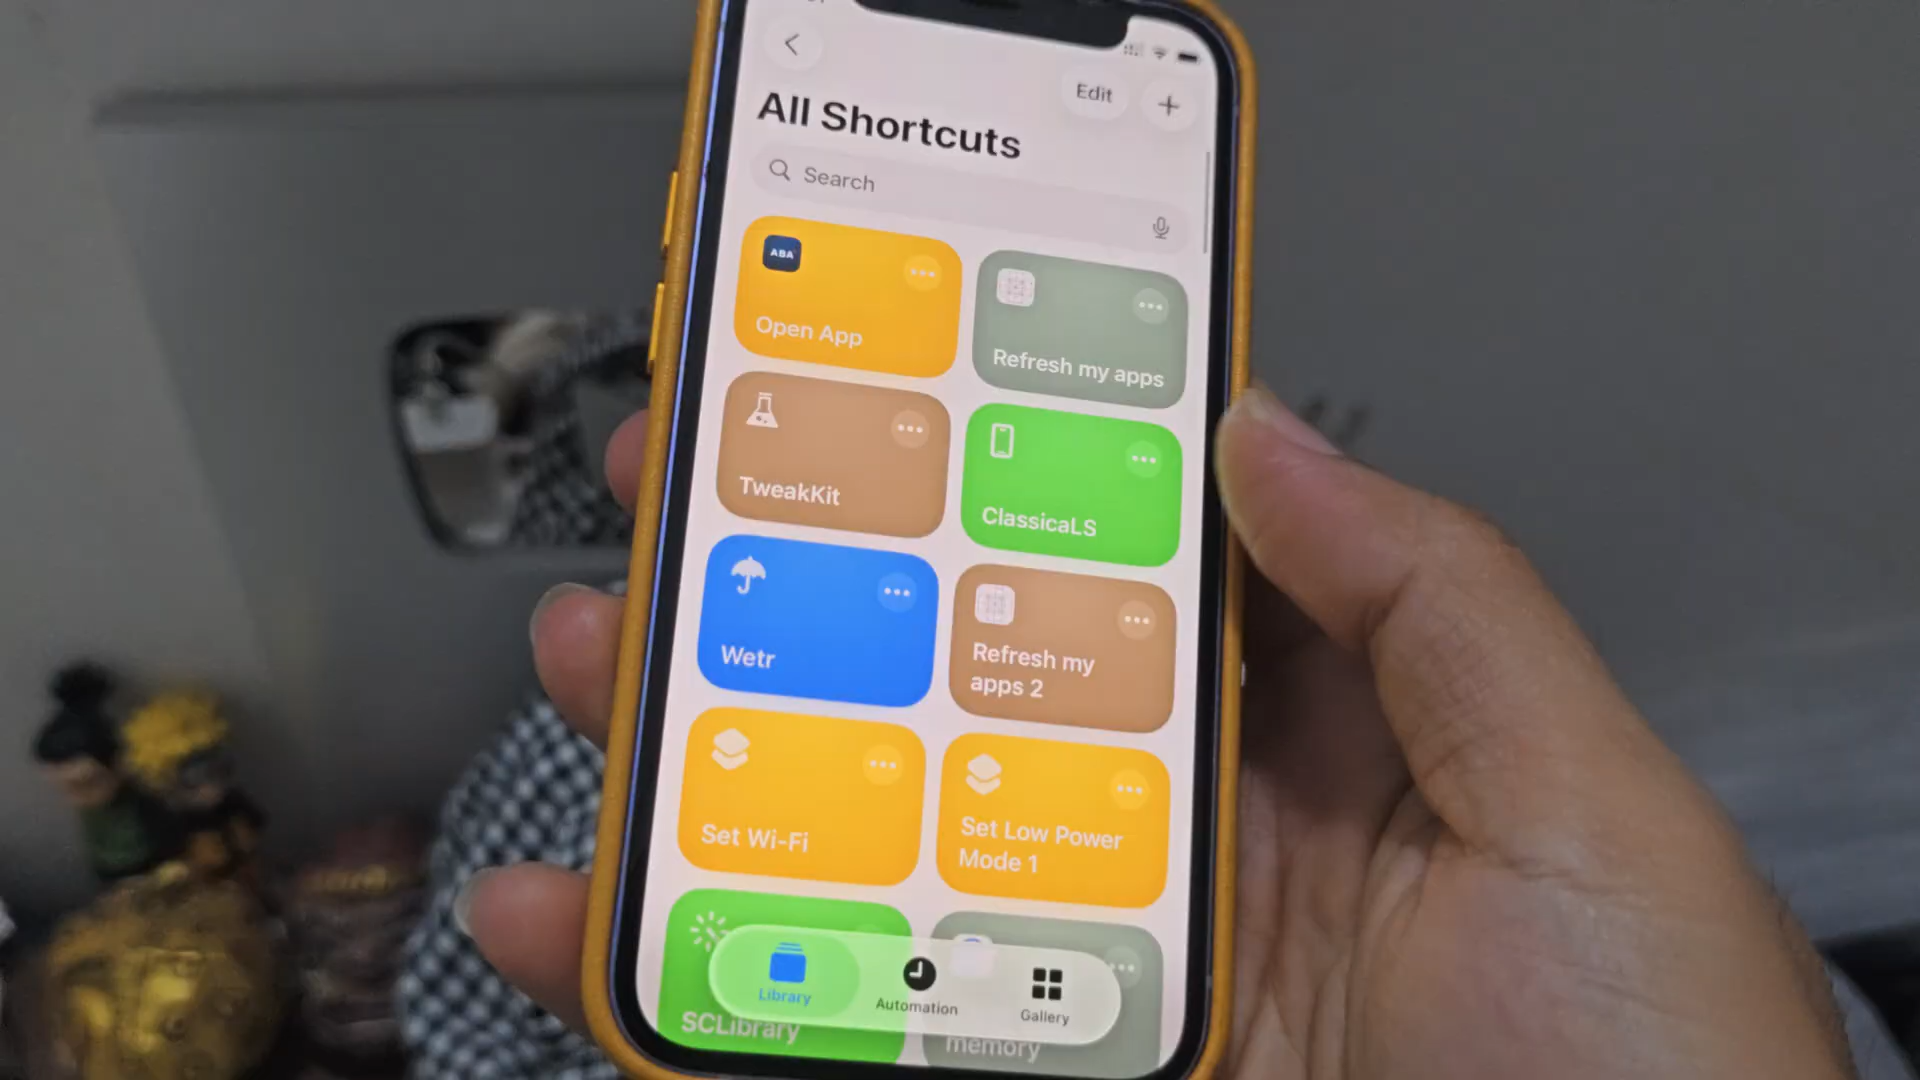 Edit
All Shortcuts
Search
ABA
Open App
Refresh my apps
TweakKit
ClassicaLS
Wetr
Refresh my
apps 2
Set Wi-Fi
Set Low Power
Mode 1
Library
Automation
Gallery
SCLibrary
memory